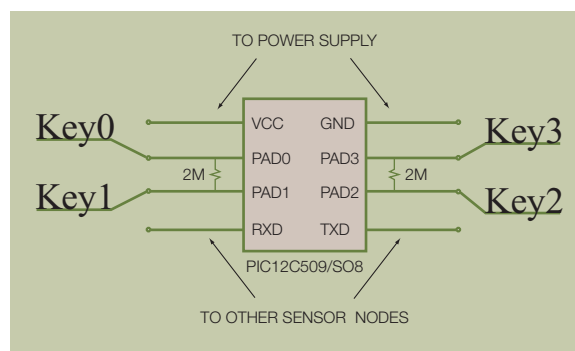 TO POWER SUPPLY
VCC GND
Key0 Key3
PAD0 PAD3
2M 2M
Key1 PAD1 PAD2 Key2
RXD TXD
PIC12C509/SO8
TO OTHER SENSOR NODES